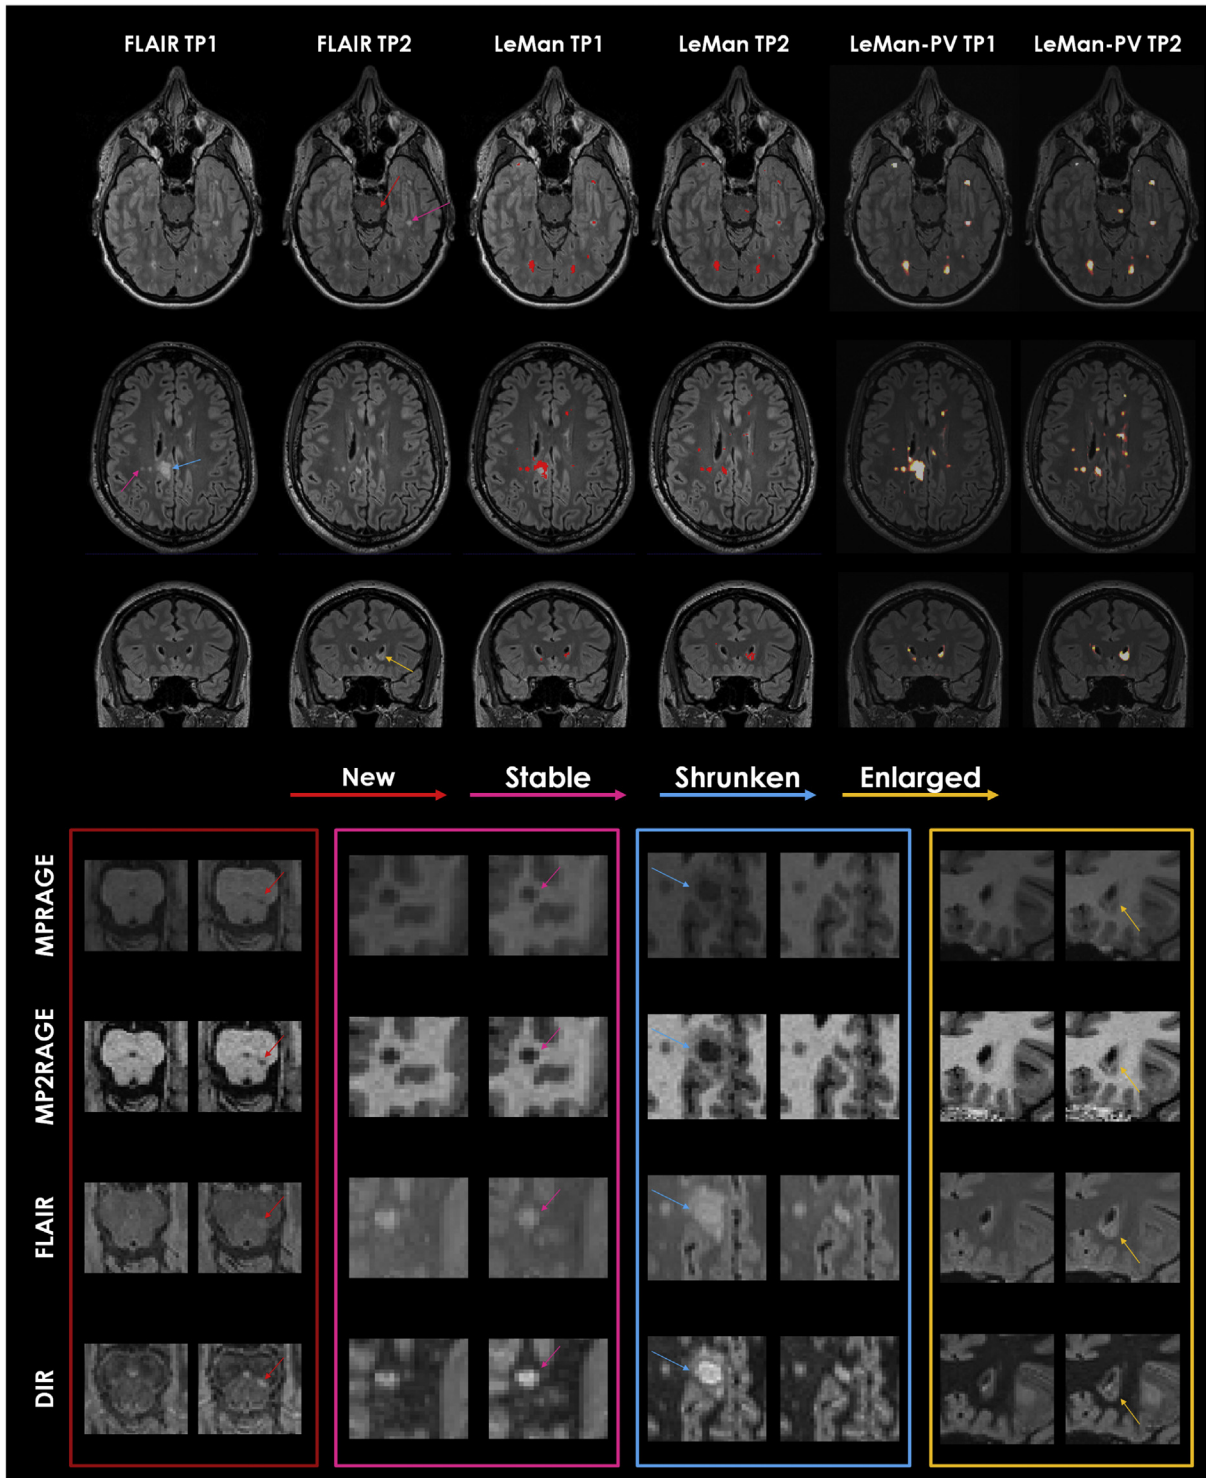 FLAIR TP1 FLAIR TP2 LeMan TP1 LeMan TP2 LeMan-PV TP1 LeMan-PV TP2
New Stable Shrunken Enlarged
MPRAGE
MP2RAGE
FLAIR
DIR